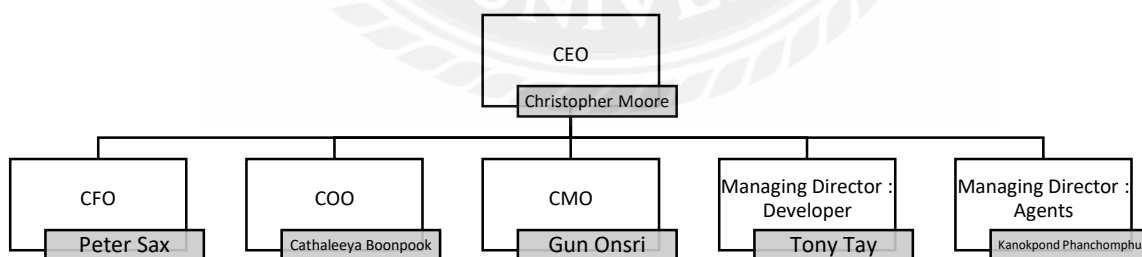 CEO
Christopher Moore
CFO
Peter Sax
COO
Cathaleeya Boonpook
CMO
Gun Onsri
Managing Director :
Developer
Tony Tay
Managing Director :
Agents
Kanokpond Phanchomphu